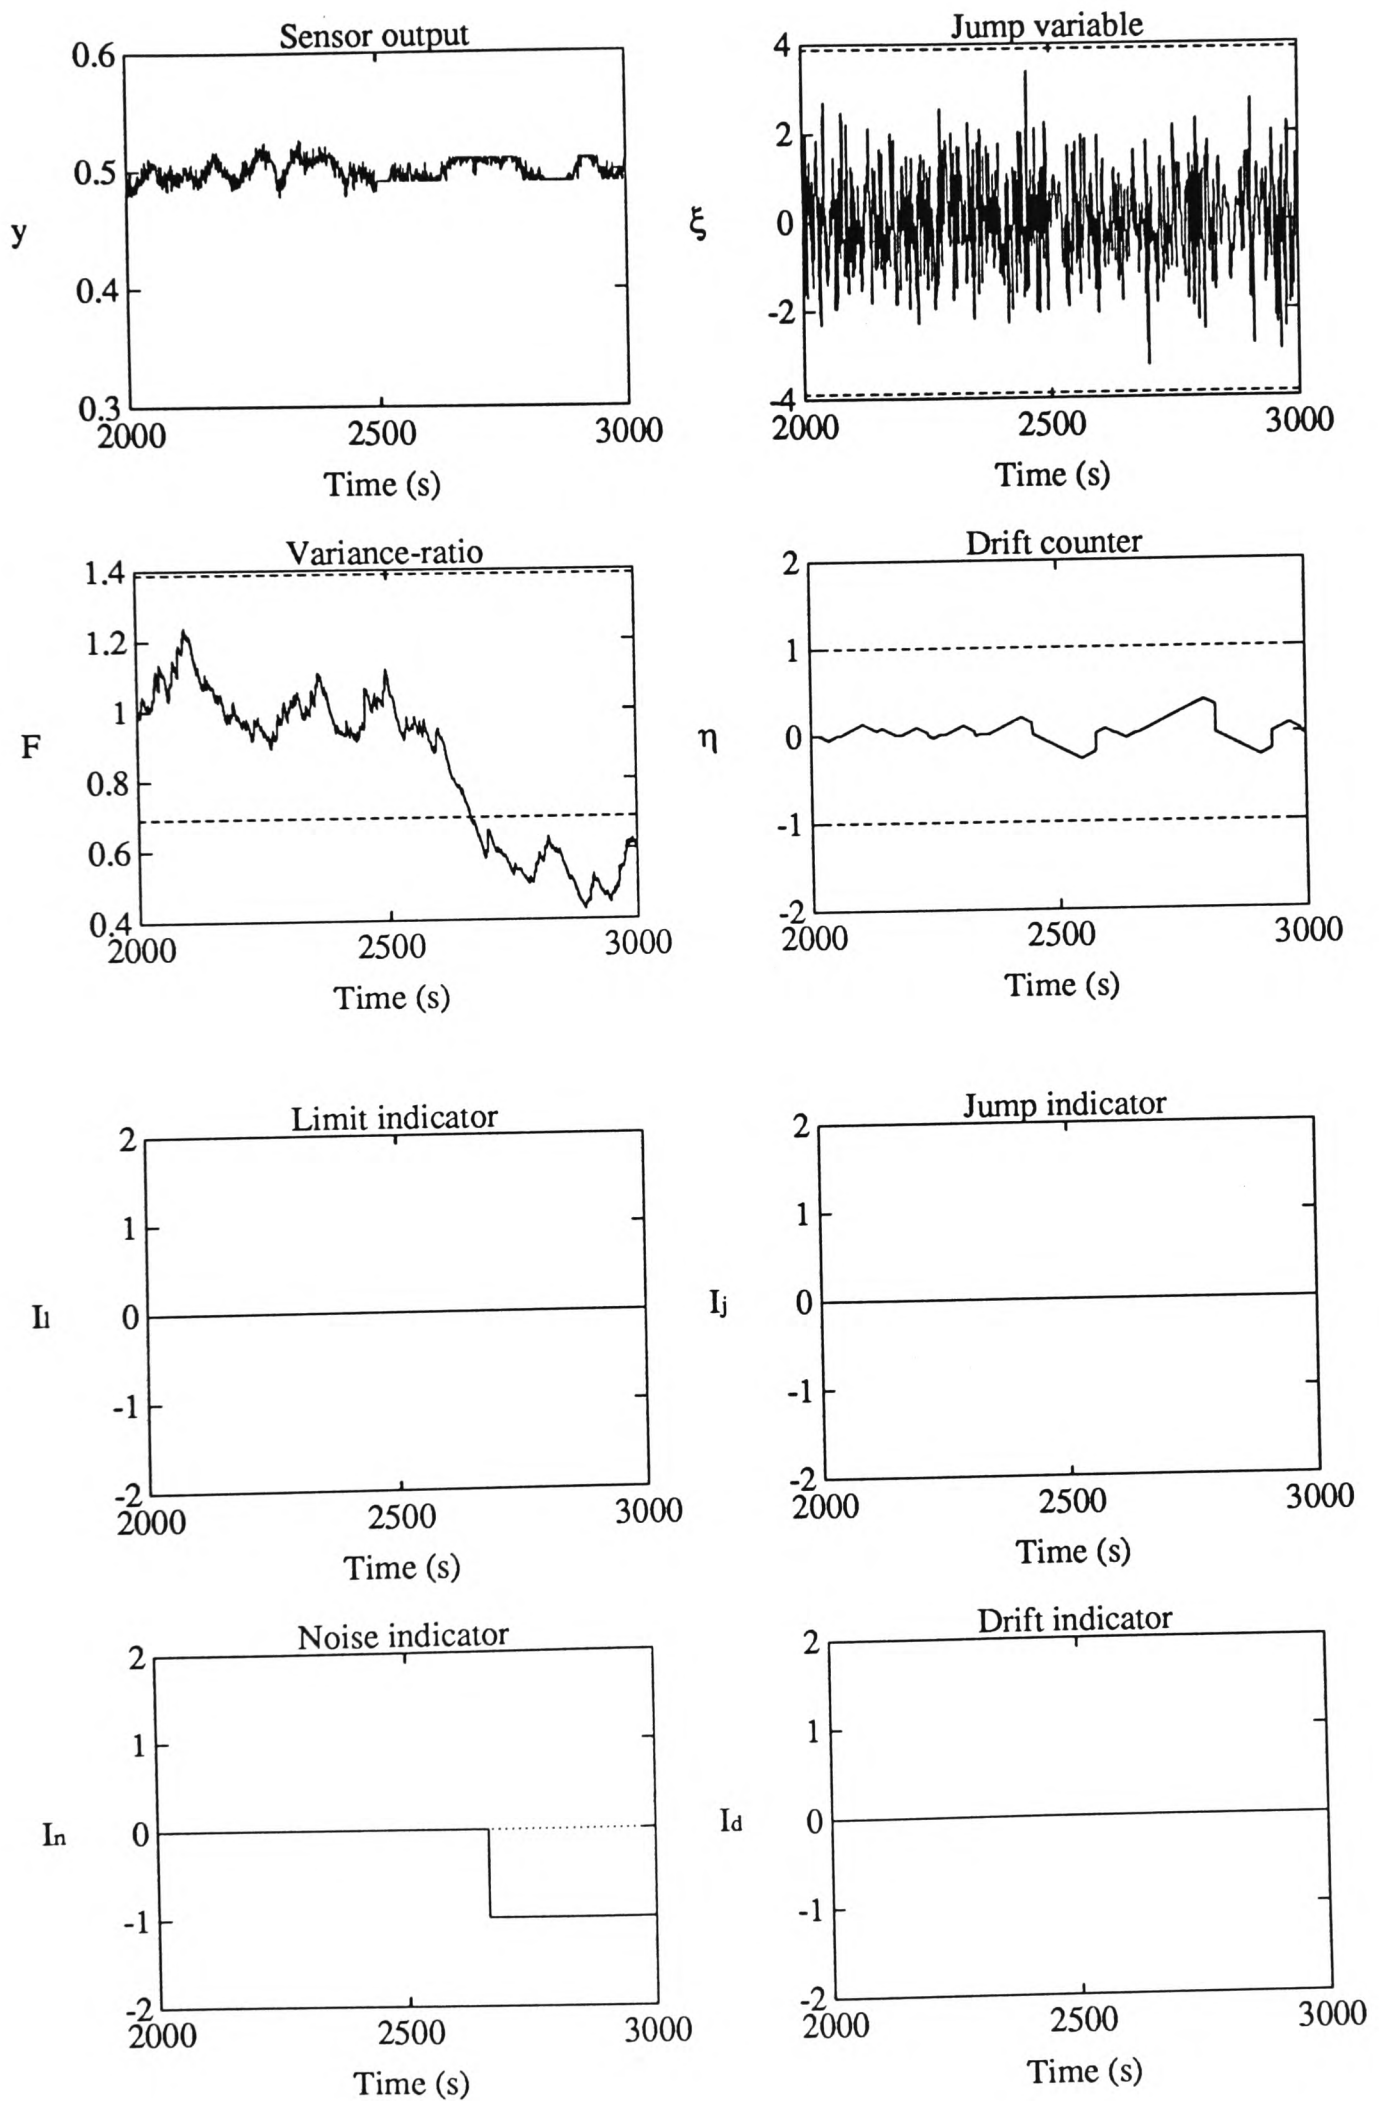 Sensor output
0.6
0.5
0.4
0.3
y
2000 2500 3000
Time (s)
Jump variable
4
2
0
-2
-4
ξ
2000 2500 3000
Time (s)
Variance-ratio
1.4
1.2
1
0.8
0.6
0.4
F
2000 2500 3000
Time (s)
Drift counter
2
1
0
-1
-2
η
2000 2500 3000
Time (s)
Limit indicator
2
1
0
-1
-2
Il
2000 2500 3000
Time (s)
Jump indicator
2
1
0
-1
-2
Ij
2000 2500 3000
Time (s)
Noise indicator
2
1
0
-1
-2
In
2000 2500 3000
Time (s)
Drift indicator
2
1
0
-1
-2
Id
2000 2500 3000
Time (s)